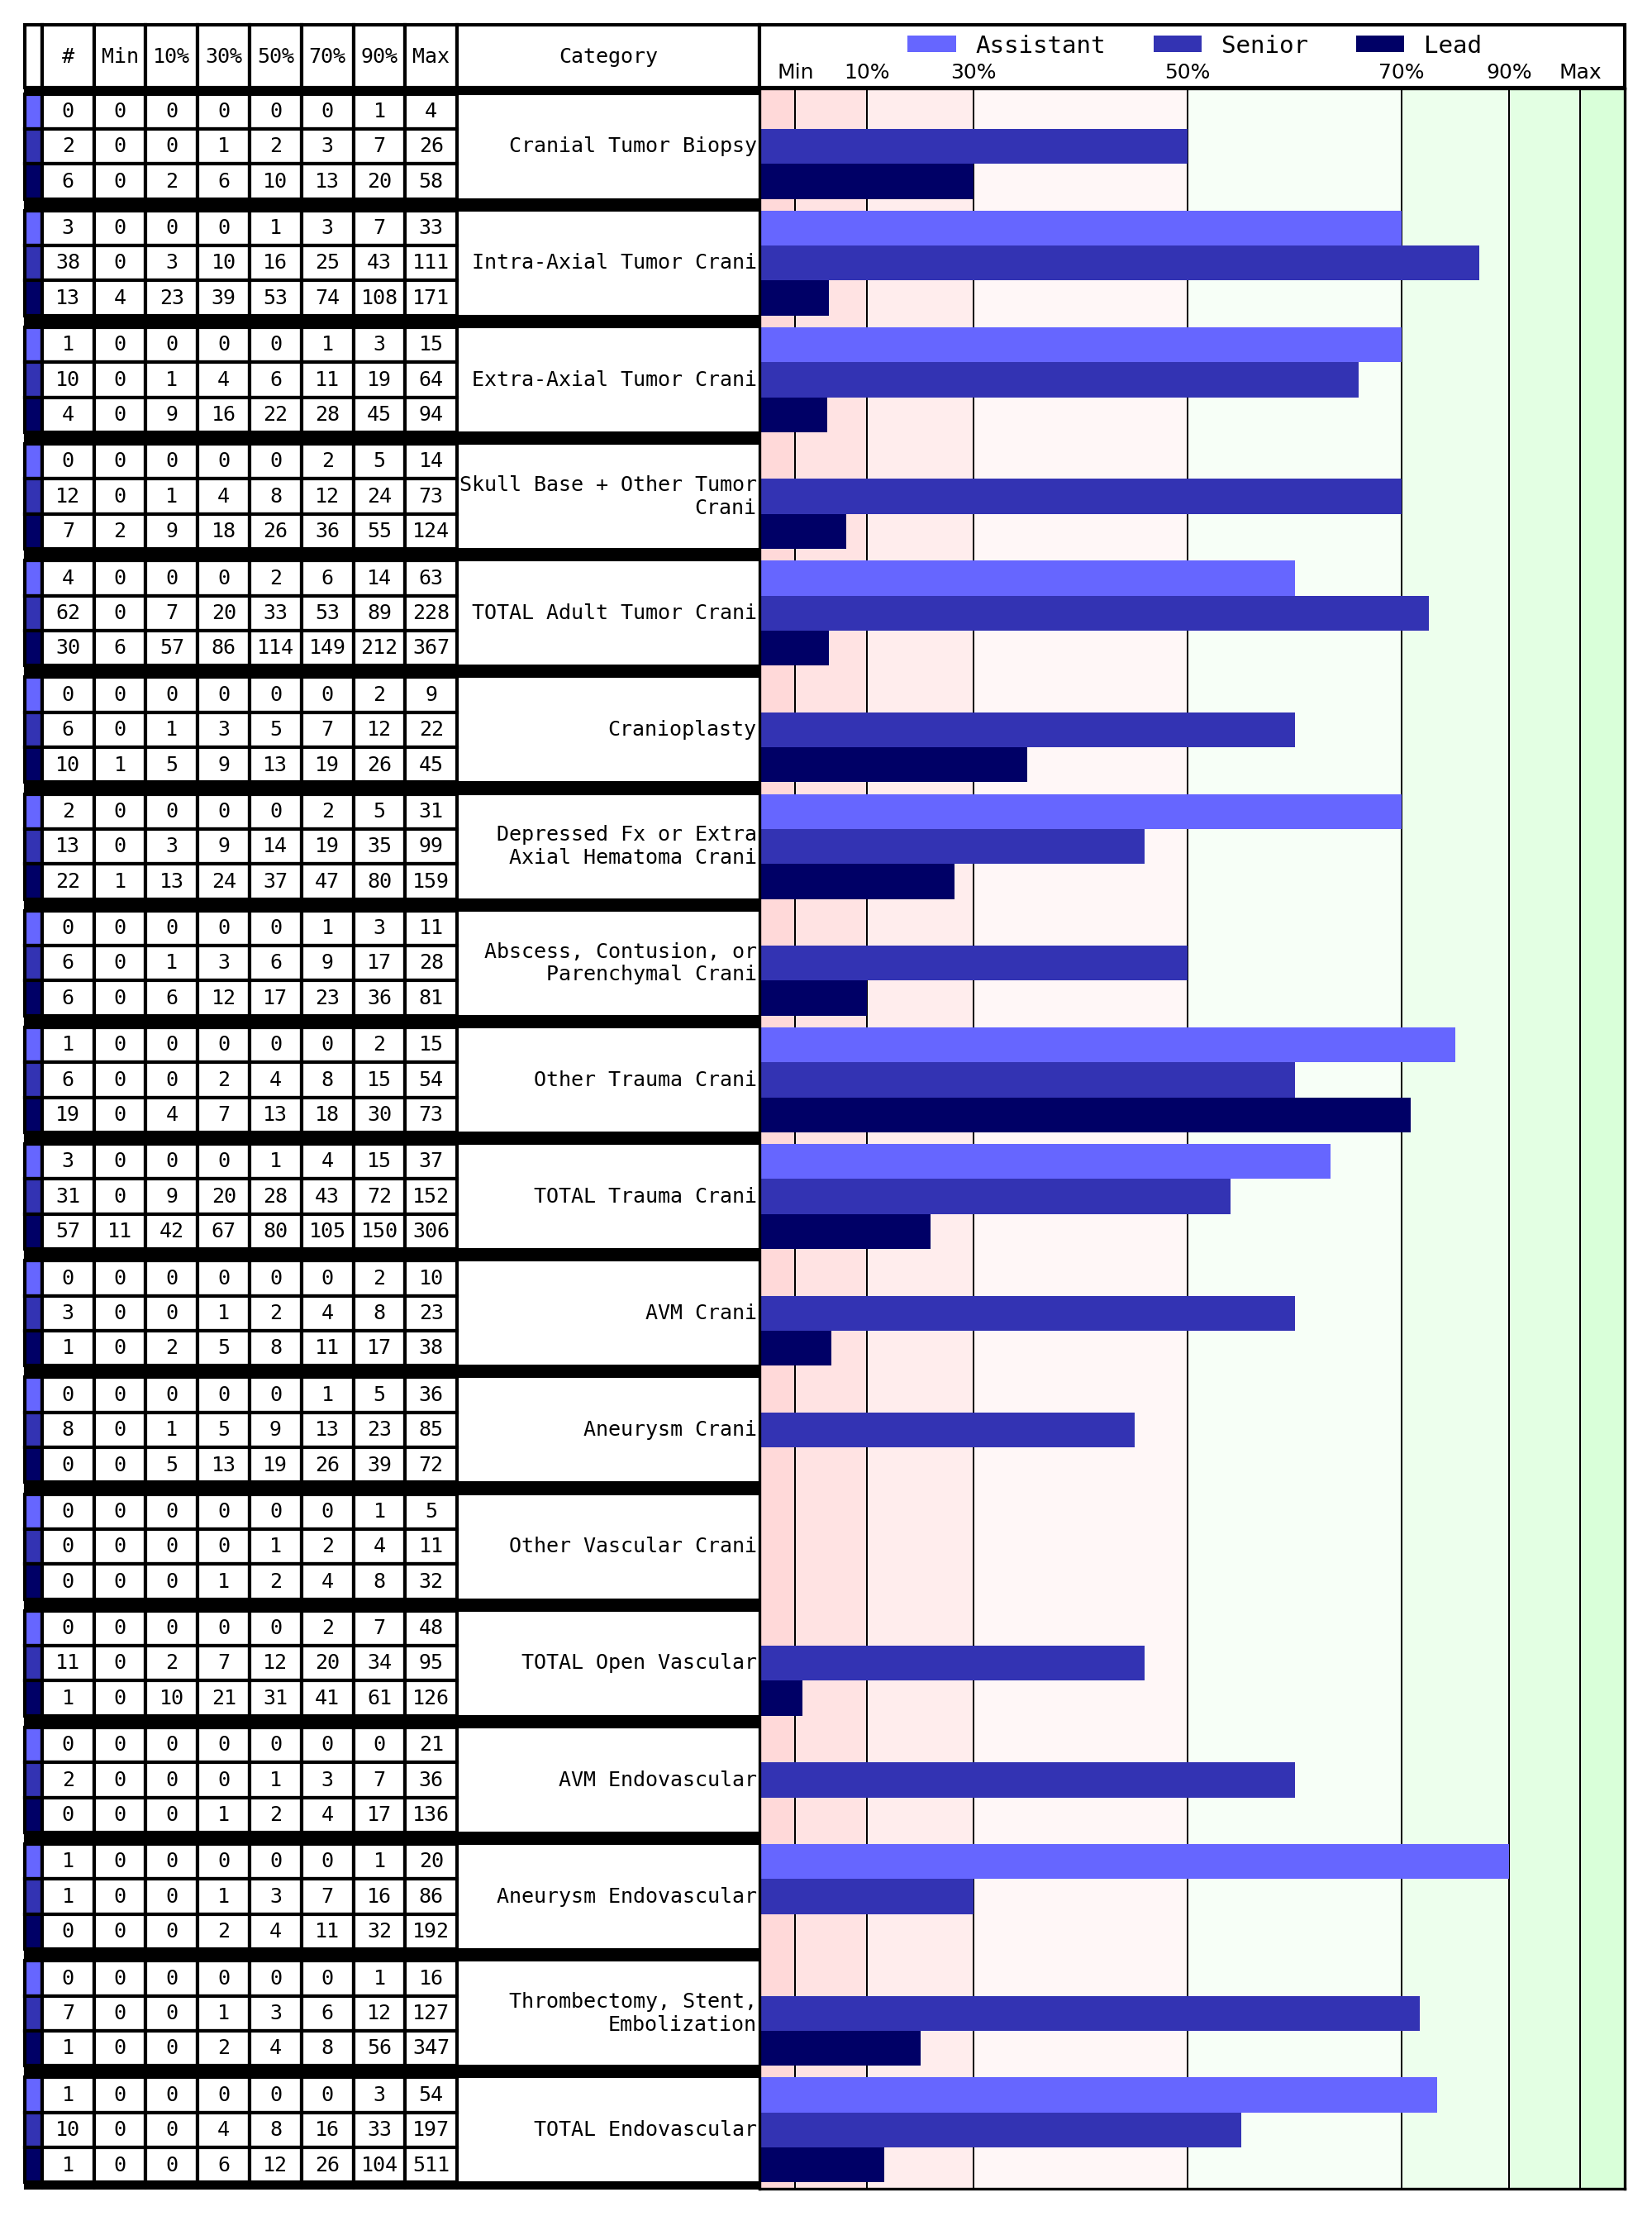 # Min 10% 30% 50% 70% 90% Max Category Assistant Senior Lead
Min 10% 30% 50% 70% 90% Max
0 0 0 0 0 0 1 4
2 0 0 1 2 3 7 26 Cranial Tumor Biopsy
6 0 2 6 10 13 20 58
3 0 0 0 1 3 7 33
38 0 3 10 16 25 43 111 Intra-Axial Tumor Crani
13 4 23 39 53 74 108 171
1 0 0 0 0 1 3 15
10 0 1 4 6 11 19 64 Extra-Axial Tumor Crani
4 0 9 16 22 28 45 94
0 0 0 0 0 2 5 14
Skull Base + Other Tumor
12 0 1 4 8 12 24 73
Crani
7 2 9 18 26 36 55 124
4 0 0 0 2 6 14 63
62 0 7 20 33 53 89 228 TOTAL Adult Tumor Crani
30 6 57 86 114 149 212 367
0 0 0 0 0 0 2 9
6 0 1 3 5 7 12 22 Cranioplasty
10 1 5 9 13 19 26 45
2 0 0 0 0 2 5 31
Depressed Fx or Extra
13 0 3 9 14 19 35 99
Axial Hematoma Crani
22 1 13 24 37 47 80 159
0 0 0 0 0 1 3 11
Abscess, Contusion, or
6 0 1 3 6 9 17 28
Parenchymal Crani
6 0 6 12 17 23 36 81
1 0 0 0 0 0 2 15
6 0 0 2 4 8 15 54 Other Trauma Crani
19 0 4 7 13 18 30 73
3 0 0 0 1 4 15 37
31 0 9 20 28 43 72 152 TOTAL Trauma Crani
57 11 42 67 80 105 150 306
0 0 0 0 0 0 2 10
3 0 0 1 2 4 8 23 AVM Crani
1 0 2 5 8 11 17 38
0 0 0 0 0 1 5 36
8 0 1 5 9 13 23 85 Aneurysm Crani
0 0 5 13 19 26 39 72
0 0 0 0 0 0 1 5
0 0 0 0 1 2 4 11 Other Vascular Crani
0 0 0 1 2 4 8 32
0 0 0 0 0 2 7 48
11 0 2 7 12 20 34 95 TOTAL Open Vascular
1 0 10 21 31 41 61 126
0 0 0 0 0 0 0 21
2 0 0 0 1 3 7 36 AVM Endovascular
0 0 0 1 2 4 17 136
1 0 0 0 0 0 1 20
1 0 0 1 3 7 16 86 Aneurysm Endovascular
0 0 0 2 4 11 32 192
0 0 0 0 0 0 1 16
Thrombectomy, Stent,
7 0 0 1 3 6 12 127
Embolization
1 0 0 2 4 8 56 347
1 0 0 0 0 0 3 54
10 0 0 4 8 16 33 197 TOTAL Endovascular
1 0 0 6 12 26 104 511